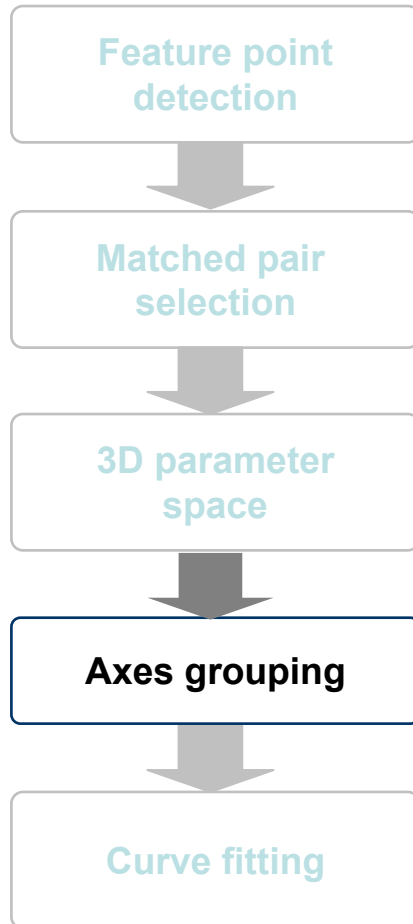 Feature point
detection
Matched pair
selection
3D parameter
space
Axes grouping
Curve fitting